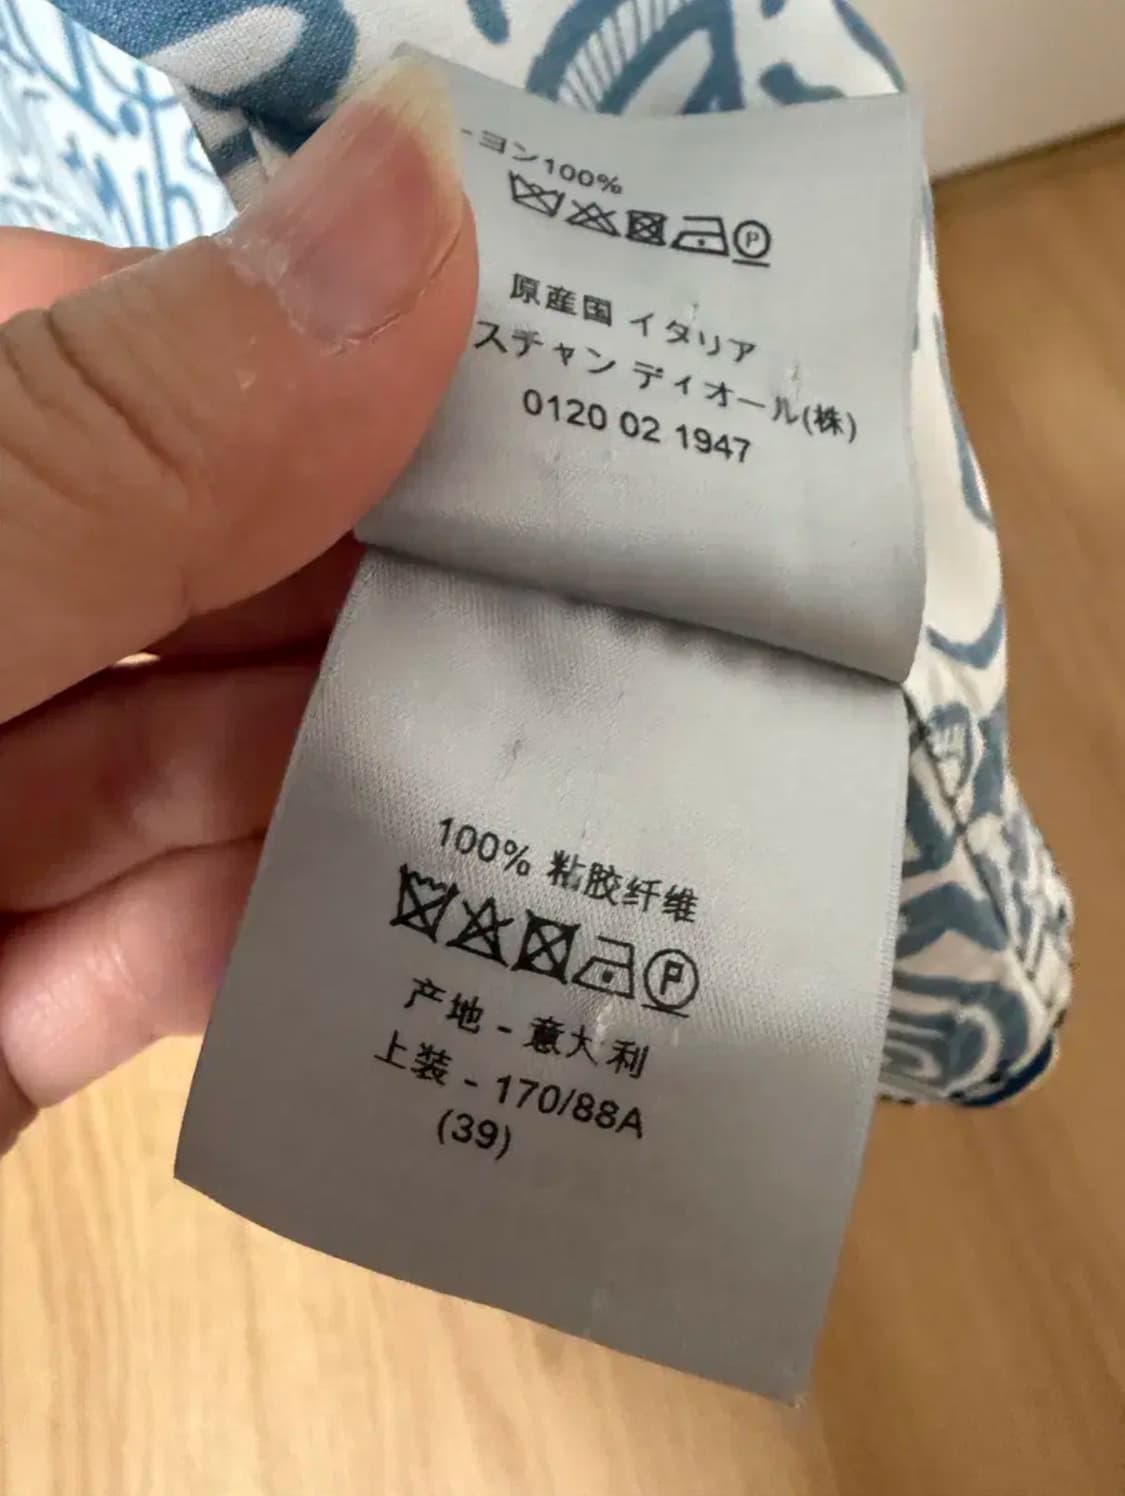 ーヨン100%
P
原産国 イタリア
スチャン ディオール(株)
0120 02 1947
100% 粘胶纤维
P
产地 - 意大利
上装 - 170/88A
(39)